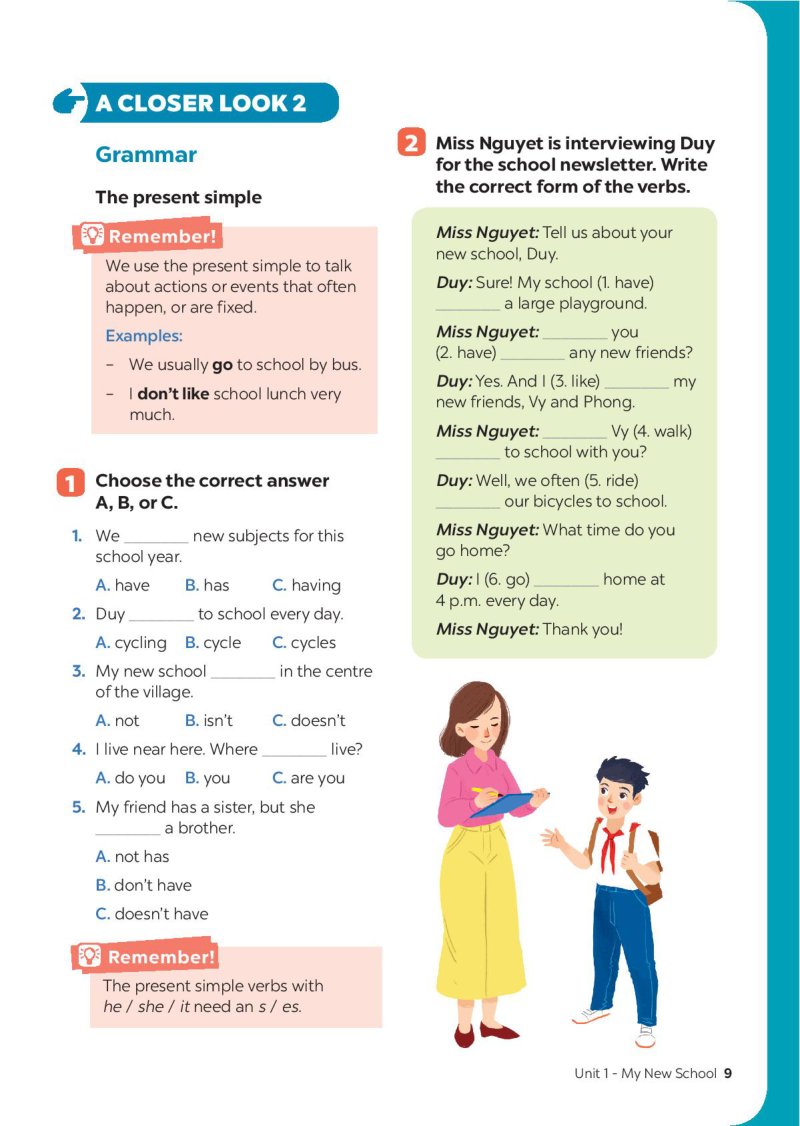 A CLOSER LOOK 2
Grammar
The present simple
Remember!
We use the present simple to talk
about actions or events that often
happen, or are fixed.
Examples:
– We usually go to school by bus.
– I don't like school lunch very
much.
1 Choose the correct answer
A, B, or C.
1. We ________ new subjects for this
school year.
A. have B. has C. having
2. Duy ________ to school every day.
A. cycling B. cycle C. cycles
3. My new school ________ in the centre
of the village.
A. not B. isn't C. doesn't
4. I live near here. Where ________ live?
A. do you B. you C. are you
5. My friend has a sister, but she
________ a brother.
A. not has
B. don't have
C. doesn't have
Remember!
The present simple verbs with
he / she / it need an s / es.
2 Miss Nguyet is interviewing Duy
for the school newsletter. Write
the correct form of the verbs.
Miss Nguyet: Tell us about your
new school, Duy.
Duy: Sure! My school (1. have)
________ a large playground.
Miss Nguyet: ________ you
(2. have) ________ any new friends?
Duy: Yes. And I (3. like) ________ my
new friends, Vy and Phong.
Miss Nguyet: ________ Vy (4. walk)
________ to school with you?
Duy: Well, we often (5. ride)
________ our bicycles to school.
Miss Nguyet: What time do you
go home?
Duy: I (6. go) ________ home at
4 p.m. every day.
Miss Nguyet: Thank you!
Unit 1 - My New School 9